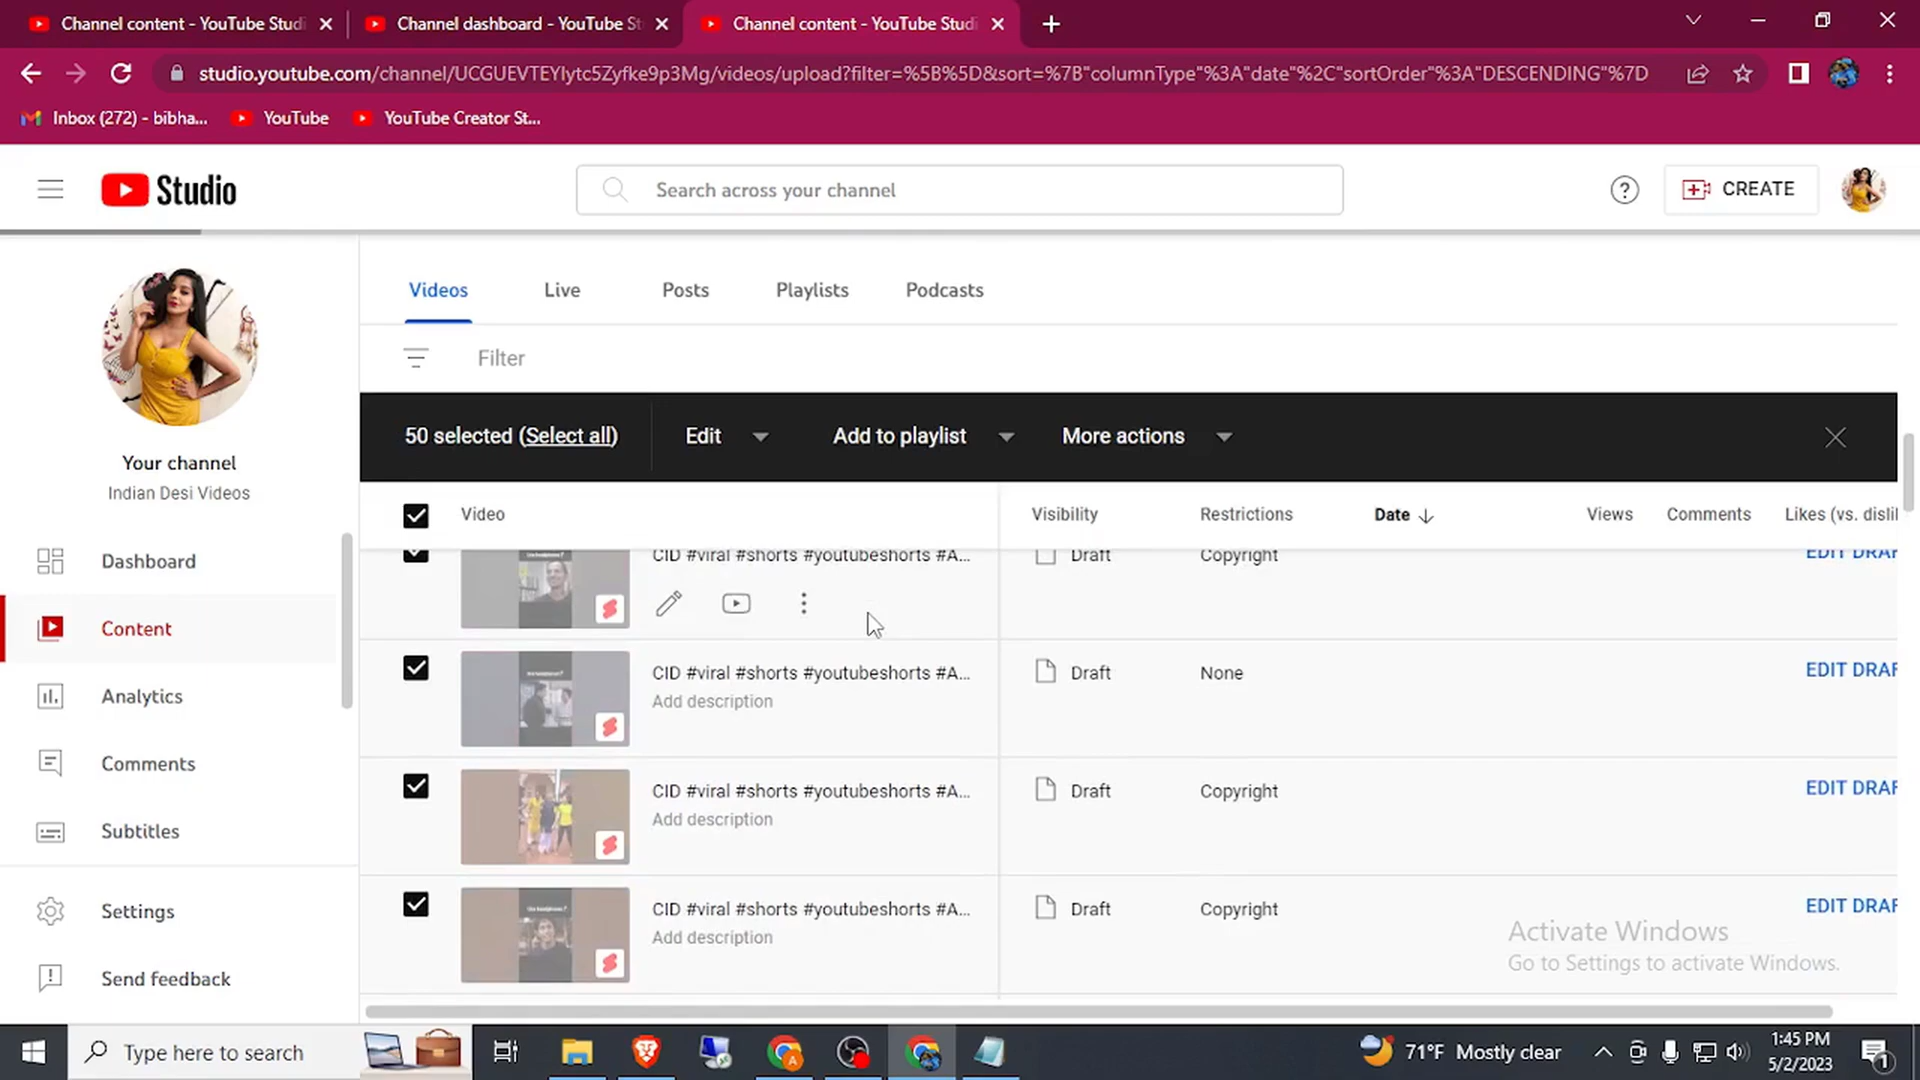 Channel content - YouTube Studi
Channel dashboard - YouTube St
Channel content - YouTube Studi
studio.youtube.com/channel/UCGUEVTEYlytc5Zyfke9p3Mg/videos/upload?filter=%5B%5D&sort=%7B"columnType"%3A"date"%2C"sortOrder"%3A"DESCENDING"%7D
Inbox (272) - bibha...
YouTube
YouTube Creator St...
Studio
Search across your channel
CREATE
Your channel
Indian Desi Videos
Dashboard
Content
Analytics
Comments
Subtitles
Settings
Send feedback
Videos Live Posts Playlists Podcasts
Filter
50 selected (Select all) Edit Add to playlist More actions
Video Visibility Restrictions Date Views Comments Likes (vs. disli
CID #viral #shorts #youtubeshorts #A... Draft Copyright EDIT DRAF
CID #viral #shorts #youtubeshorts #A... Draft None EDIT DRAF
Add description
CID #viral #shorts #youtubeshorts #A... Draft Copyright EDIT DRAF
Add description
CID #viral #shorts #youtubeshorts #A... Draft Copyright EDIT DRAF
Add description
Activate Windows
Go to Settings to activate Windows.
Type here to search
71°F Mostly clear
1:45 PM
5/2/2023
1